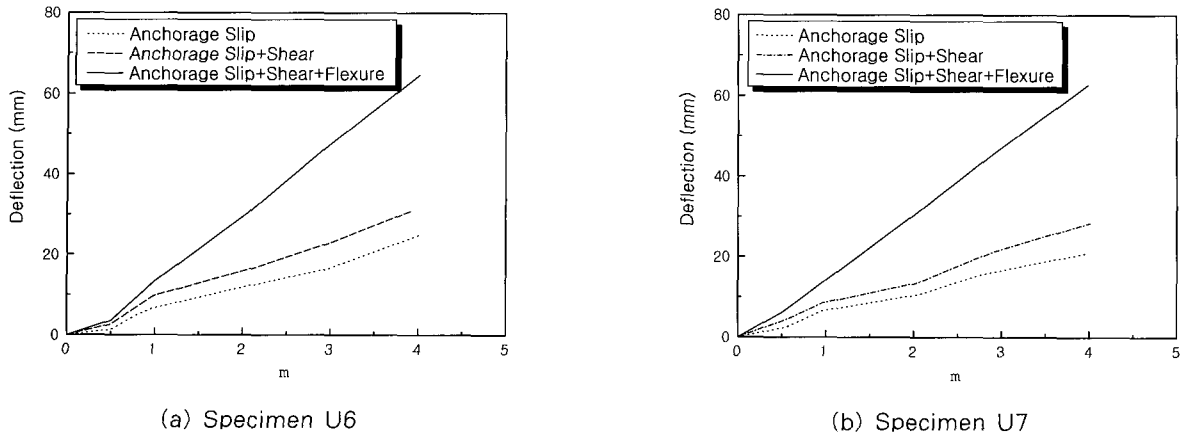 80
60
40
20
0
Deflection (mm)
Anchorage Slip
Anchorage Slip+Shear
Anchorage Slip+Shear+Flexure
0 1 2 3 4 5
m
(a) Specimen U6
80
60
40
20
0
Deflection (mm)
Anchorage Slip
Anchorage Slip+Shear
Anchorage Slip+Shear+Flexure
0 1 2 3 4 5
m
(b) Specimen U7